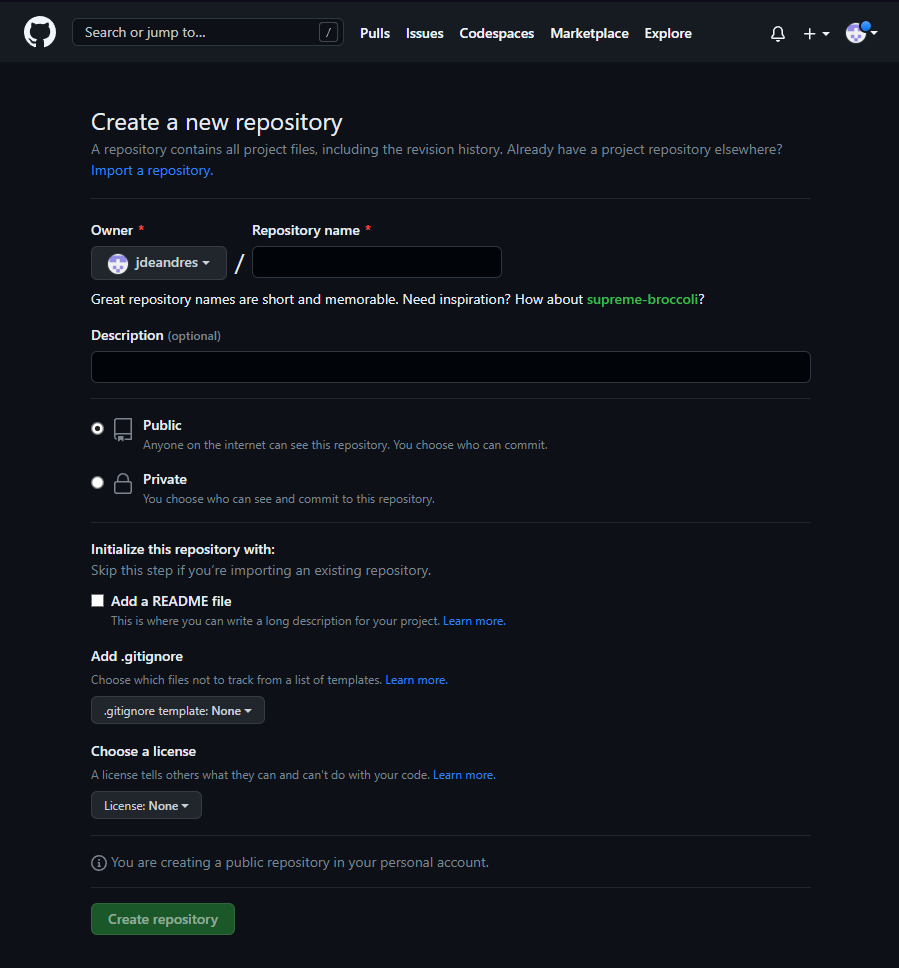 Search or jump to... / Pulls Issues Codespaces Marketplace Explore
Create a new repository
A repository contains all project files, including the revision history. Already have a project repository elsewhere?
Import a repository.
Owner * Repository name *
jdeandres /
Great repository names are short and memorable. Need inspiration? How about supreme-broccoli?
Description (optional)
Public
Anyone on the internet can see this repository. You choose who can commit.
Private
You choose who can see and commit to this repository.
Initialize this repository with:
Skip this step if you’re importing an existing repository.
Add a README file
This is where you can write a long description for your project. Learn more.
Add .gitignore
Choose which files not to track from a list of templates. Learn more.
.gitignore template: None
Choose a license
A license tells others what they can and can't do with your code. Learn more.
License: None
You are creating a public repository in your personal account.
Create repository